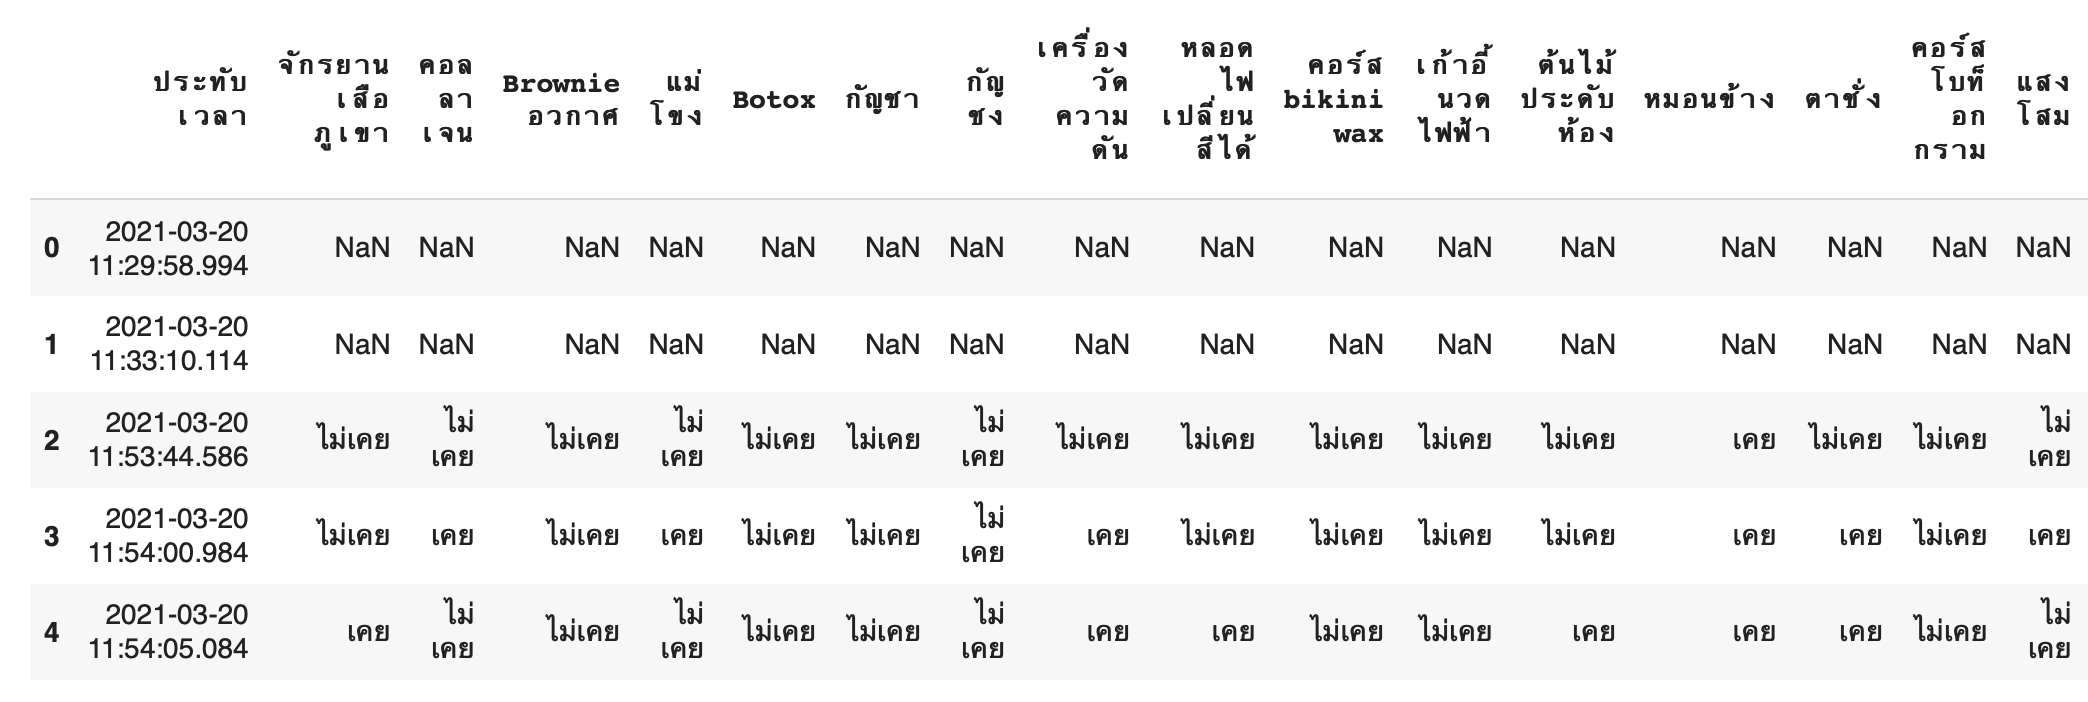 ประทับ
เวลา
จักรยาน
เสือ
ภูเขา
คอล
ลา
เจน
Brownie
อวกาศ
แม่
โขง
Botox
กัญชา
กัญ
ชง
เครื่อง
วัด
ความ
ดัน
หลอด
ไฟ
เปลี่ยน
สีได้
คอร์ส
bikini
wax
เก้าอี้
นวด
ไฟฟ้า
ต้นไม้
ประดับ
ห้อง
หมอนข้าง
ตาชั่ง
คอร์ส
โบท็
อก
กราม
แสง
โสม
0
2021-03-20
11:29:58.994
NaN NaN NaN NaN NaN NaN NaN NaN NaN NaN NaN NaN NaN NaN NaN NaN
1
2021-03-20
11:33:10.114
NaN NaN NaN NaN NaN NaN NaN NaN NaN NaN NaN NaN NaN NaN NaN NaN
2
2021-03-20
11:53:44.586
ไม่เคย
ไม่
เคย
ไม่เคย
ไม่
เคย
ไม่เคย
ไม่เคย
ไม่
เคย
ไม่เคย
ไม่เคย
ไม่เคย
ไม่เคย
ไม่เคย
เคย
ไม่เคย
ไม่เคย
ไม่
เคย
3
2021-03-20
11:54:00.984
ไม่เคย
เคย
ไม่เคย
เคย
ไม่เคย
ไม่เคย
ไม่
เคย
เคย
ไม่เคย
ไม่เคย
ไม่เคย
ไม่เคย
เคย
เคย
ไม่เคย
เคย
4
2021-03-20
11:54:05.084
เคย
ไม่
เคย
ไม่เคย
ไม่
เคย
ไม่เคย
ไม่เคย
ไม่
เคย
เคย
เคย
ไม่เคย
ไม่เคย
เคย
เคย
เคย
ไม่เคย
ไม่
เคย